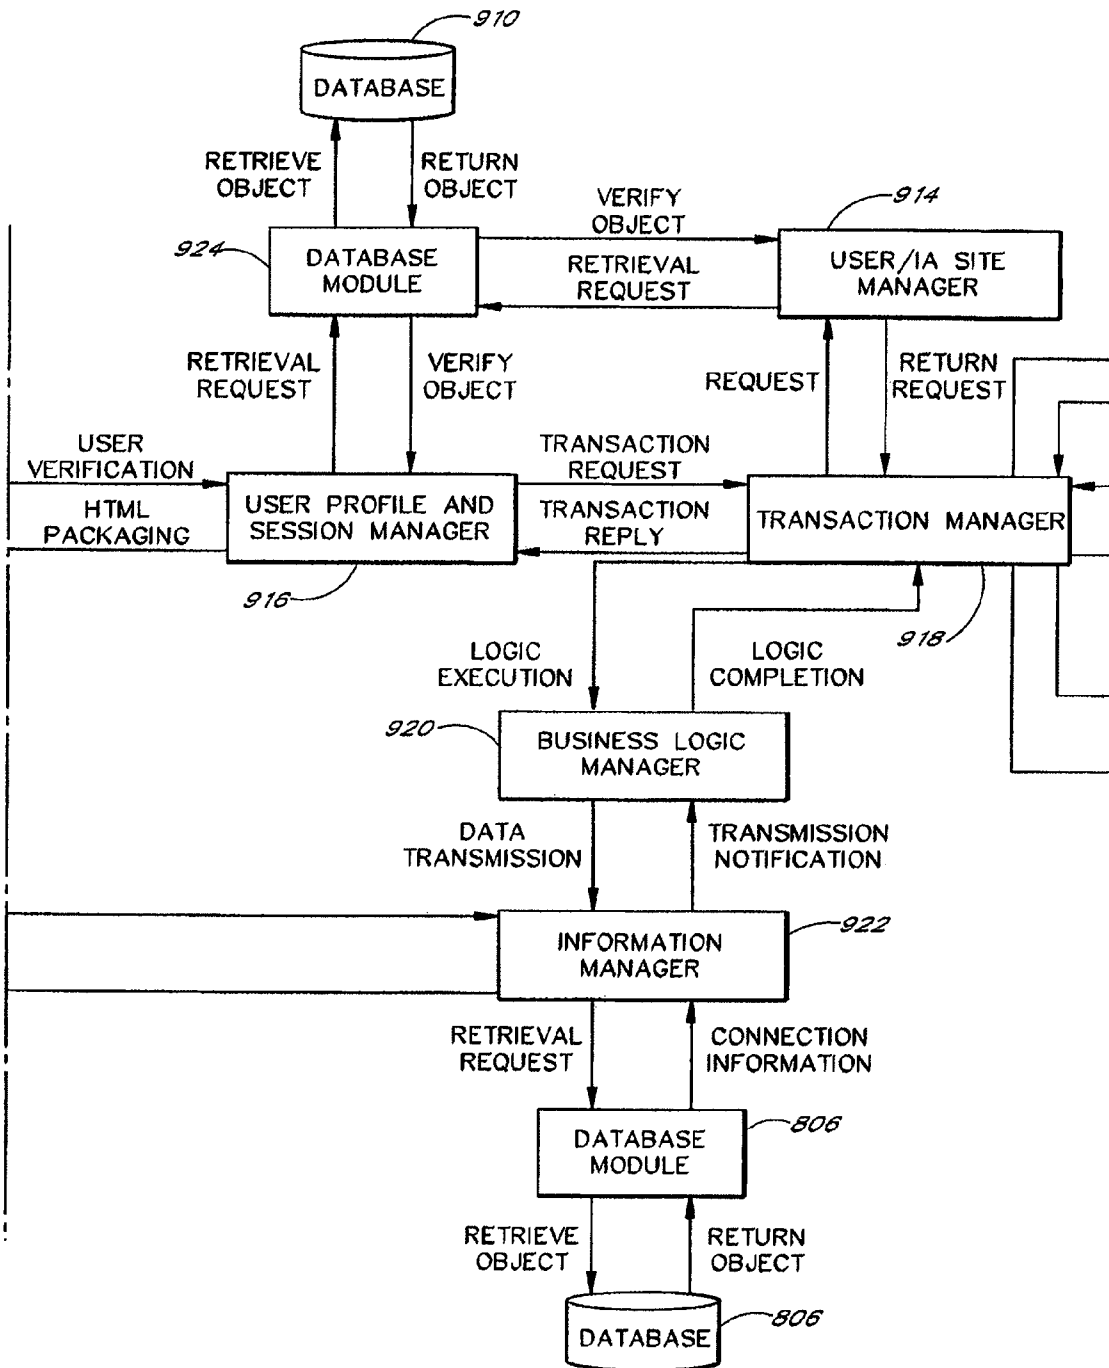 910
DATABASE
RETRIEVE
OBJECT
RETURN
OBJECT
924
DATABASE
MODULE
VERIFY
OBJECT
RETRIEVAL
REQUEST
914
USER/IA SITE
MANAGER
RETRIEVAL
REQUEST
VERIFY
OBJECT
REQUEST
RETURN
REQUEST
USER
VERIFICATION
HTML
PACKAGING
USER PROFILE AND
SESSION MANAGER
916
TRANSACTION
REQUEST
TRANSACTION
REPLY
TRANSACTION MANAGER
918
LOGIC
EXECUTION
LOGIC
COMPLETION
920
BUSINESS LOGIC
MANAGER
DATA
TRANSMISSION
TRANSMISSION
NOTIFICATION
INFORMATION
MANAGER
922
RETRIEVAL
REQUEST
CONNECTION
INFORMATION
DATABASE
MODULE
806
RETRIEVE
OBJECT
RETURN
OBJECT
DATABASE
806